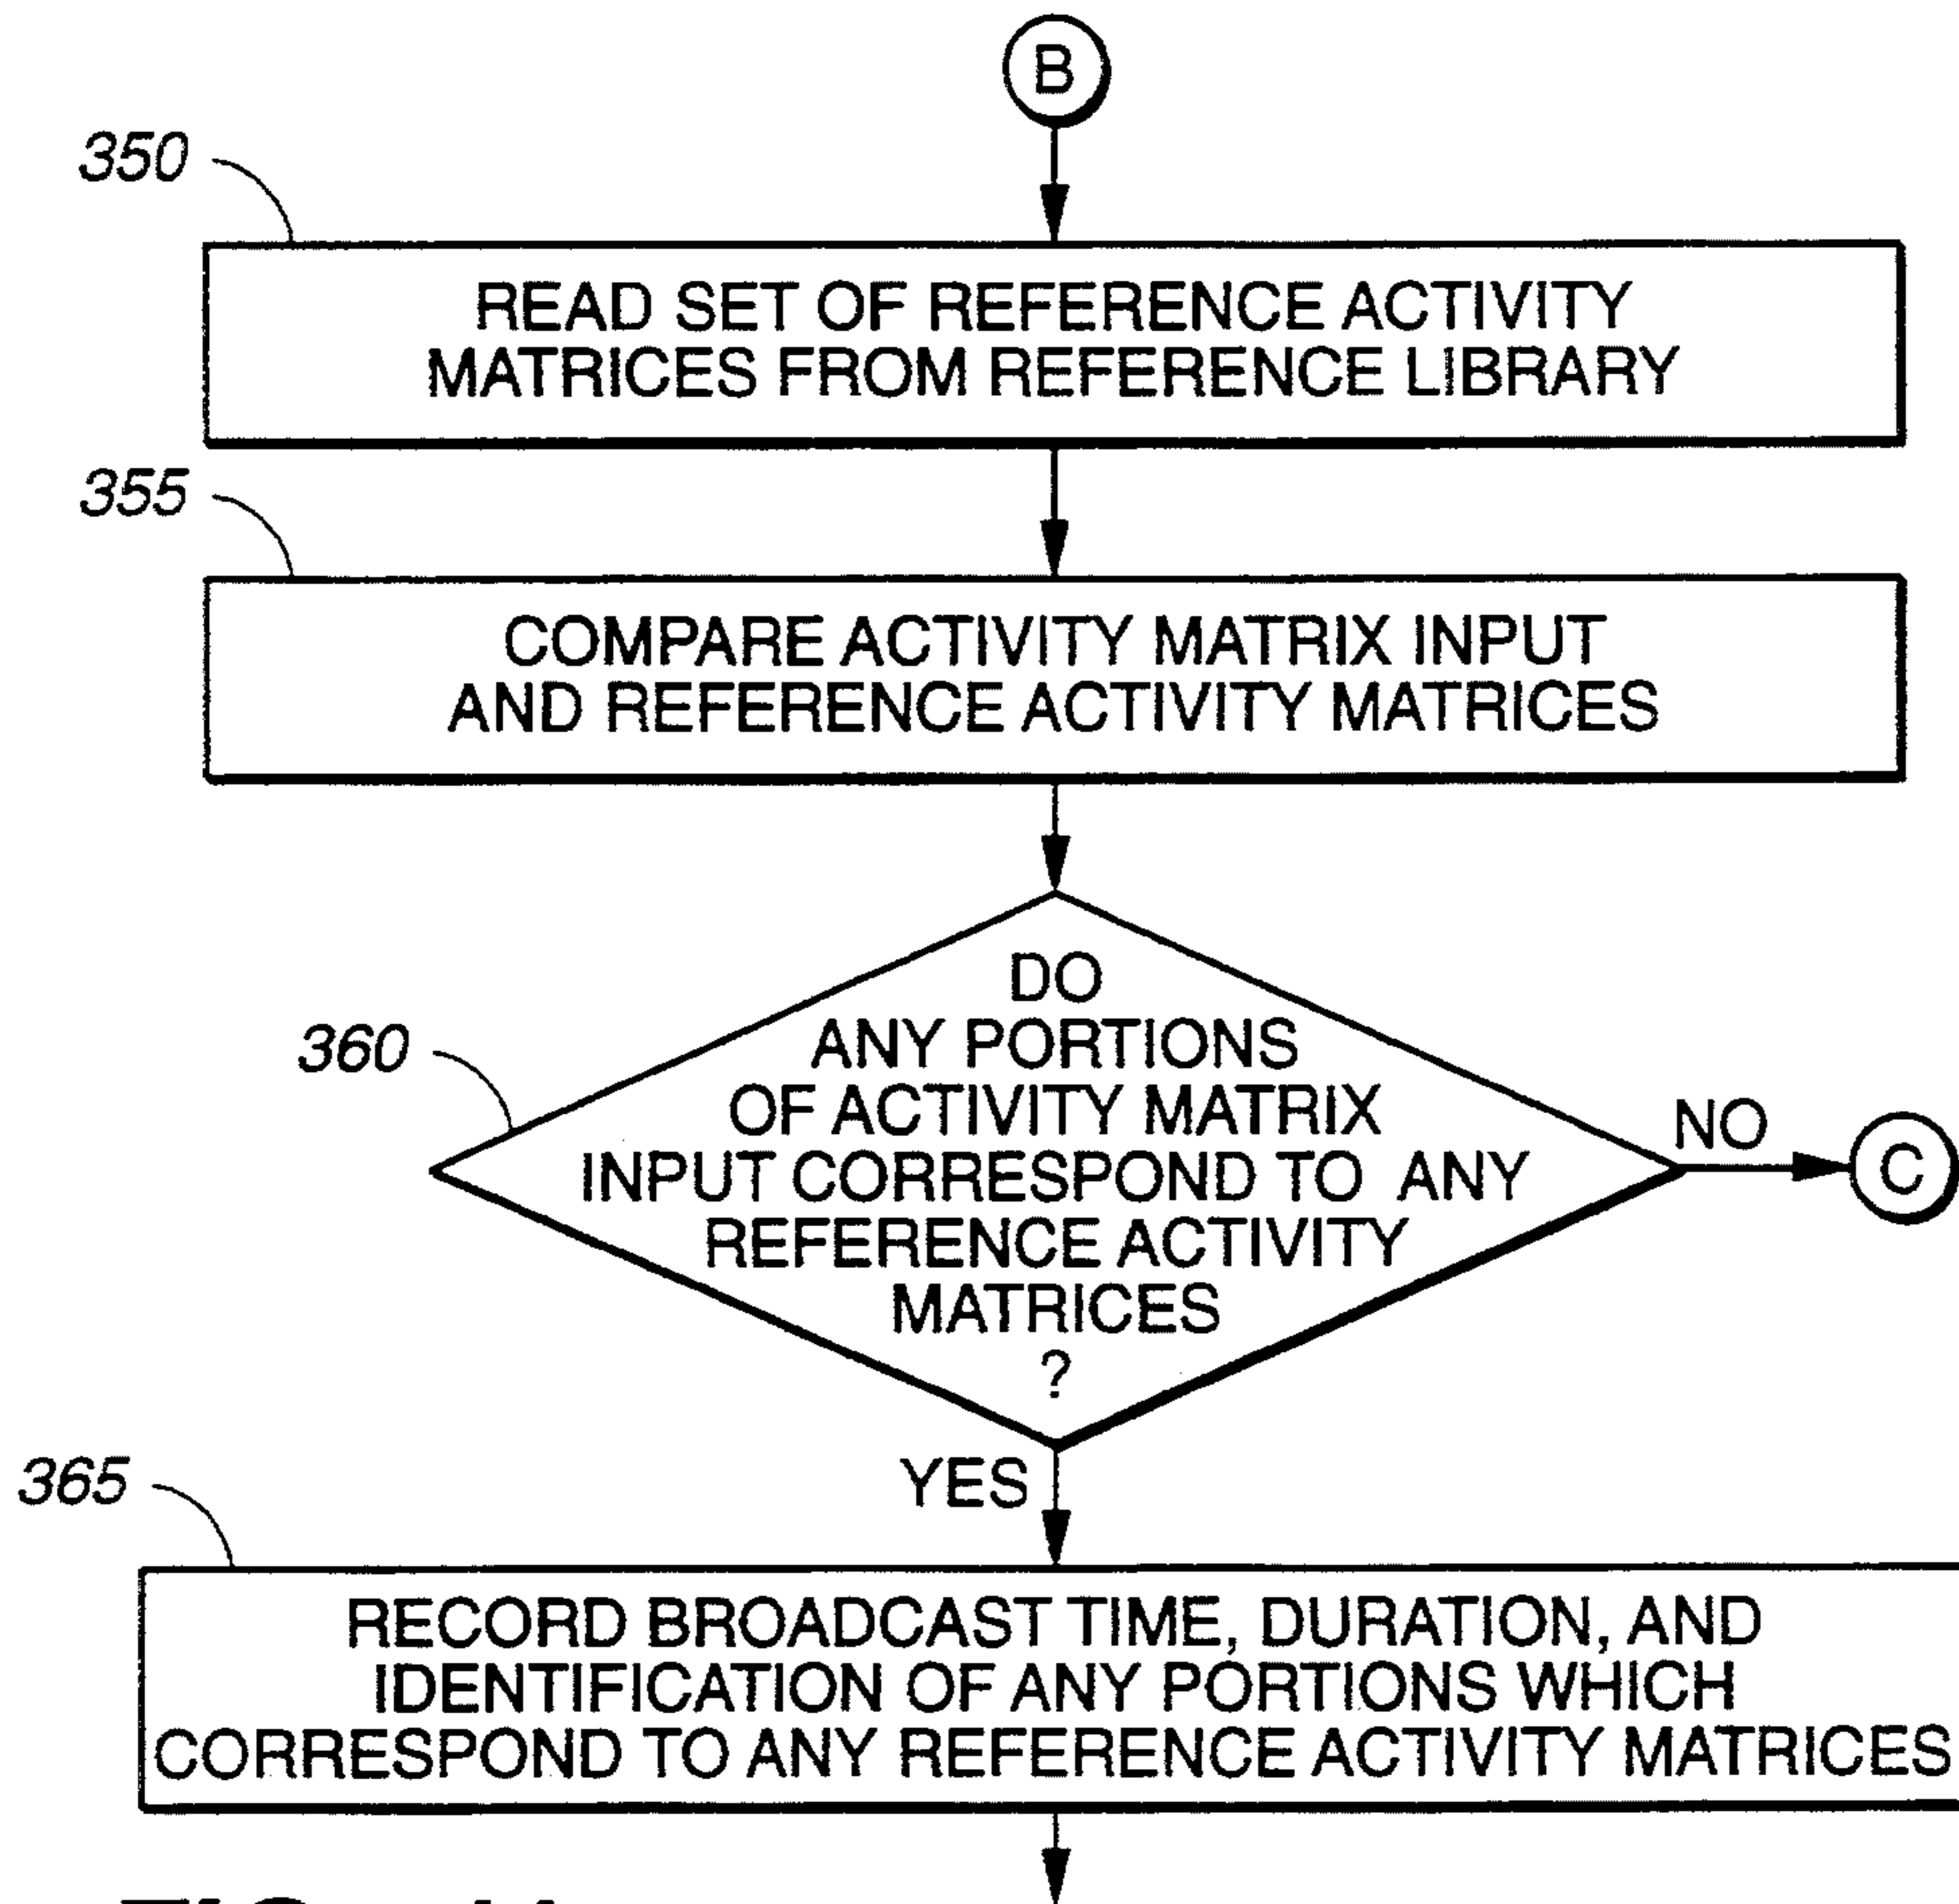 B
350
READ SET OF REFERENCE ACTIVITY
MATRICES FROM REFERENCE LIBRARY
355
COMPARE ACTIVITY MATRIX INPUT
AND REFERENCE ACTIVITY MATRICES
360
DO
ANY PORTIONS
OF ACTIVITY MATRIX
INPUT CORRESPOND TO ANY
REFERENCE ACTIVITY
MATRICES
?
NO
C
YES
365
RECORD BROADCAST TIME, DURATION, AND
IDENTIFICATION OF ANY PORTIONS WHICH
CORRESPOND TO ANY REFERENCE ACTIVITY MATRICES